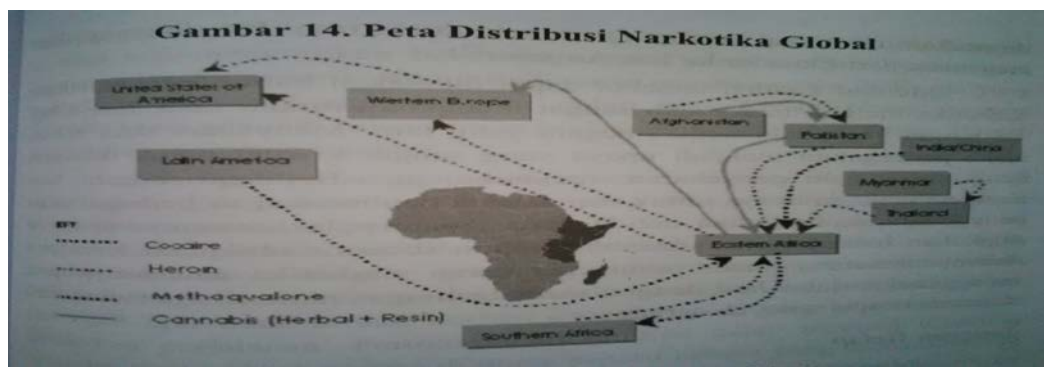 Gambar 14. Peta Distribusi Narkotika Global
United States of
America
Western Europe
Afghanistan
Pakistan
India/China
Latin America
Myanmar
Thailand
Eastern Africa
Cocaine
Heroin
Methaqualone
Cannabis (Herbal + Resin)
Southern Africa